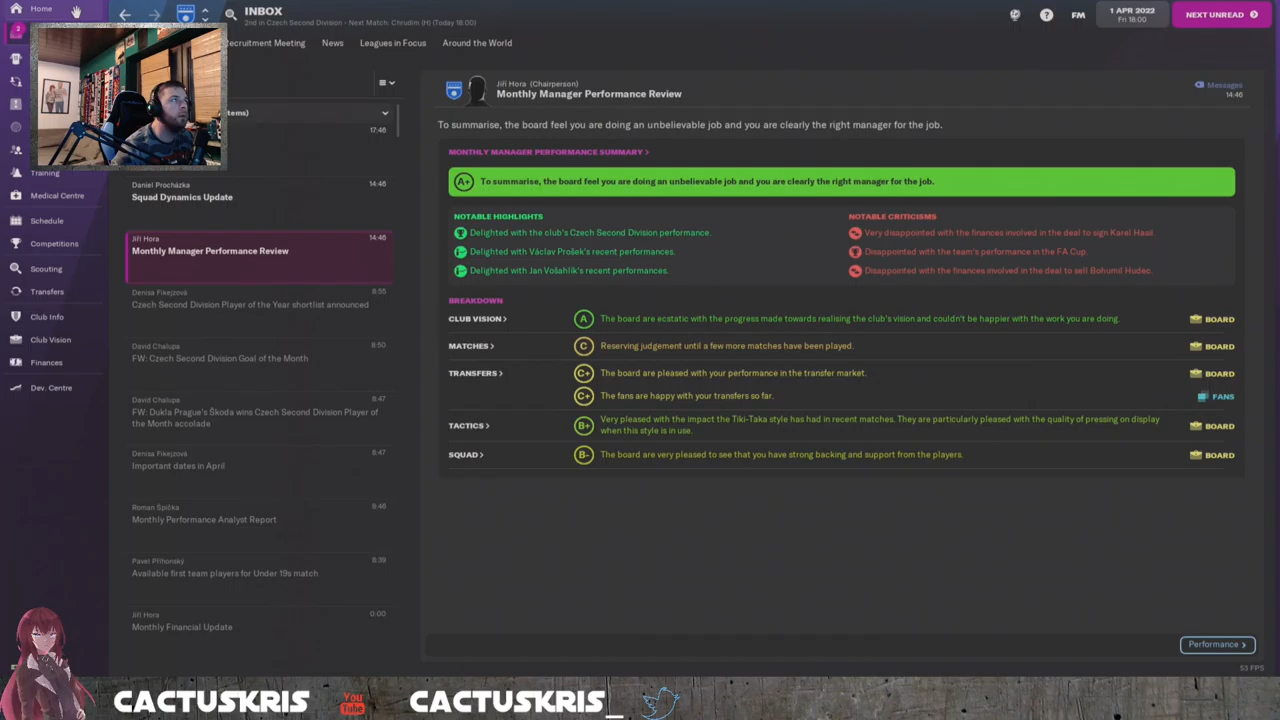 Home
INBOX
2nd in Czech Second Division - Next Match: Chrudim (H) (Today 18:00)
FM
1 APR 2022
Fri 18:00
NEXT UNREAD
2
Recruitment Meeting
News
Leagues in Focus
Around the World
Training
Medical Centre
Schedule
Competitions
Scouting
Transfers
Club Info
Club Vision
Finances
Dev. Centre
17:46
Daniel Procházka
14:46
Squad Dynamics Update
Jiří Hora
14:46
Monthly Manager Performance Review
Denisa Fikejzová
8:55
Czech Second Division Player of the Year shortlist announced
David Chalupa
8:50
FW: Czech Second Division Goal of the Month
David Chalupa
8:47
FW: Dukla Prague's Škoda wins Czech Second Division Player of
the Month accolade
Denisa Fikejzová
8:47
Important dates in April
Roman Špička
8:46
Monthly Performance Analyst Report
Pavel Příhonský
8:39
Available first team players for Under 19s match
Jiří Hora
0:00
Monthly Financial Update
Jiří Hora (Chairperson)
Monthly Manager Performance Review
Messages
14:46
To summarise, the board feel you are doing an unbelievable job and you are clearly the right manager for the job.
MONTHLY MANAGER PERFORMANCE SUMMARY >
A+ To summarise, the board feel you are doing an unbelievable job and you are clearly the right manager for the job.
NOTABLE HIGHLIGHTS
Delighted with the club's Czech Second Division performance.
Delighted with Václav Prošek's recent performances.
Delighted with Jan Vošahlík's recent performances.
NOTABLE CRITICISMS
Very disappointed with the finances involved in the deal to sign Karel Hasil.
Disappointed with the team's performance in the FA Cup.
Disappointed with the finances involved in the deal to sell Bohumil Hudec.
BREAKDOWN
CLUB VISION > A The board are ecstatic with the progress made towards realising the club's vision and couldn't be happier with the work you are doing. BOARD
MATCHES > C Reserving judgement until a few more matches have been played. BOARD
TRANSFERS > C+ The board are pleased with your performance in the transfer market. BOARD
C+ The fans are happy with your transfers so far. FANS
TACTICS > B+ Very pleased with the impact the Tiki-Taka style has had in recent matches. They are particularly pleased with the quality of pressing on display
when this style is in use. BOARD
SQUAD > B- The board are very pleased to see that you have strong backing and support from the players. BOARD
Performance >
53 FPS
CACTUSKRIS
You
Tube
CACTUSKRIS_